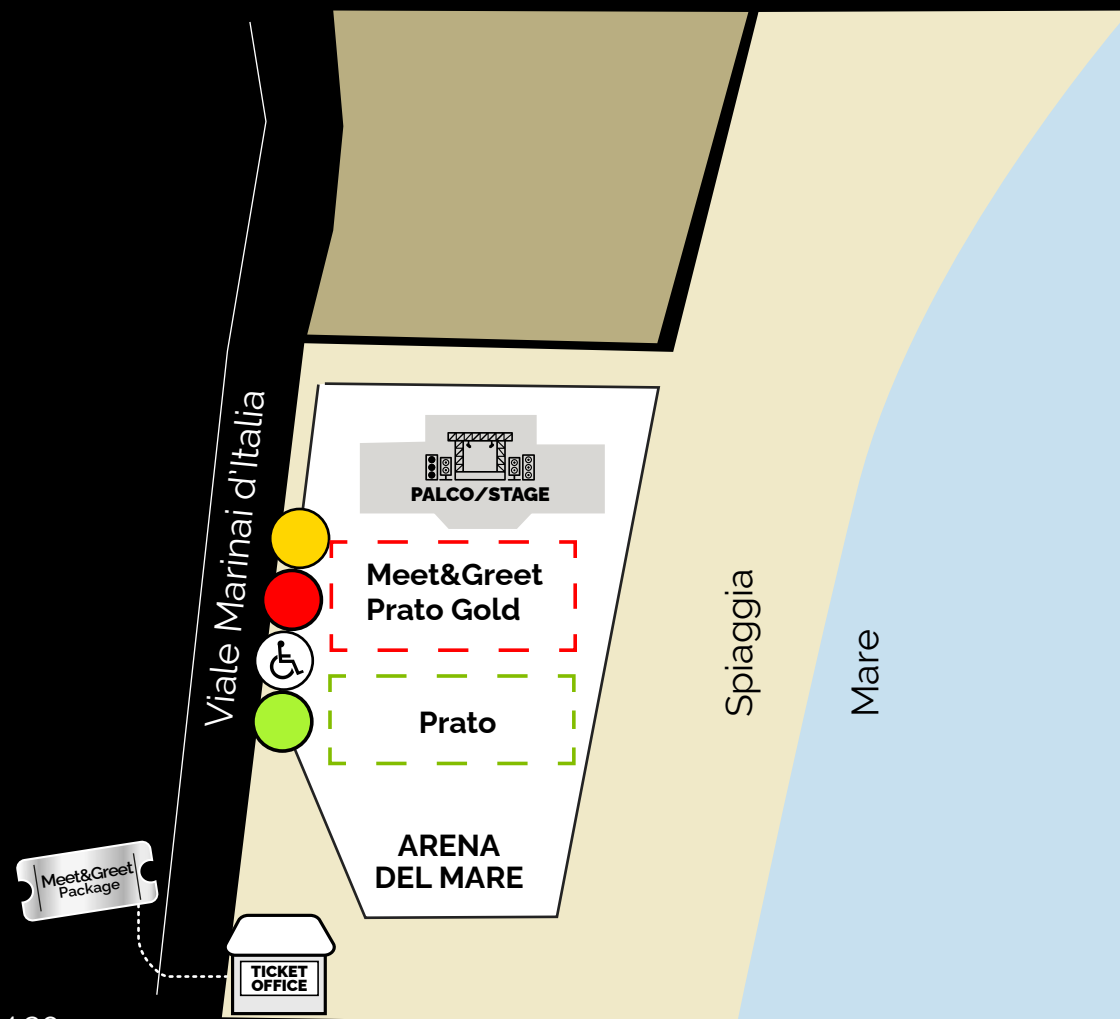 Viale Marinai d'Italia
PALCO/STAGE
Meet&Greet
Prato Gold
Prato
ARENA
DEL MARE
Spiaggia
Mare
Meet&Greet
Package
TICKET
OFFICE